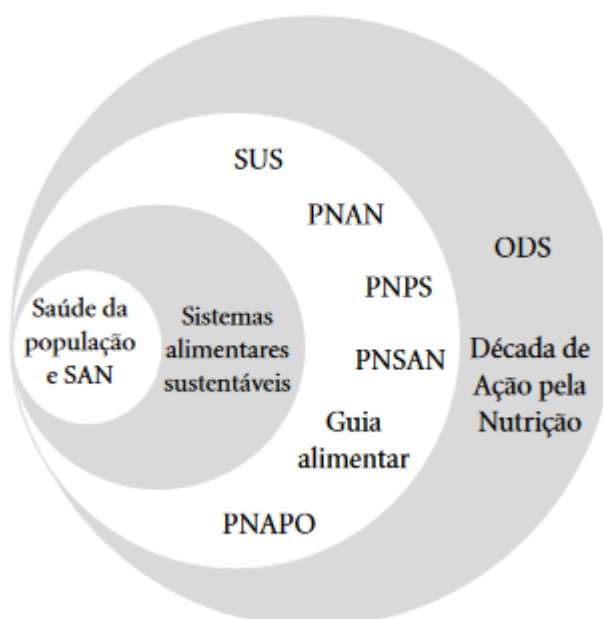 SUS
PNAN
ODS
PNPS
Saúde da
população
e SAN
Sistemas
alimentares
sustentáveis
PNSAN
Década de
Ação pela
Nutrição
Guia
alimentar
PNAPO